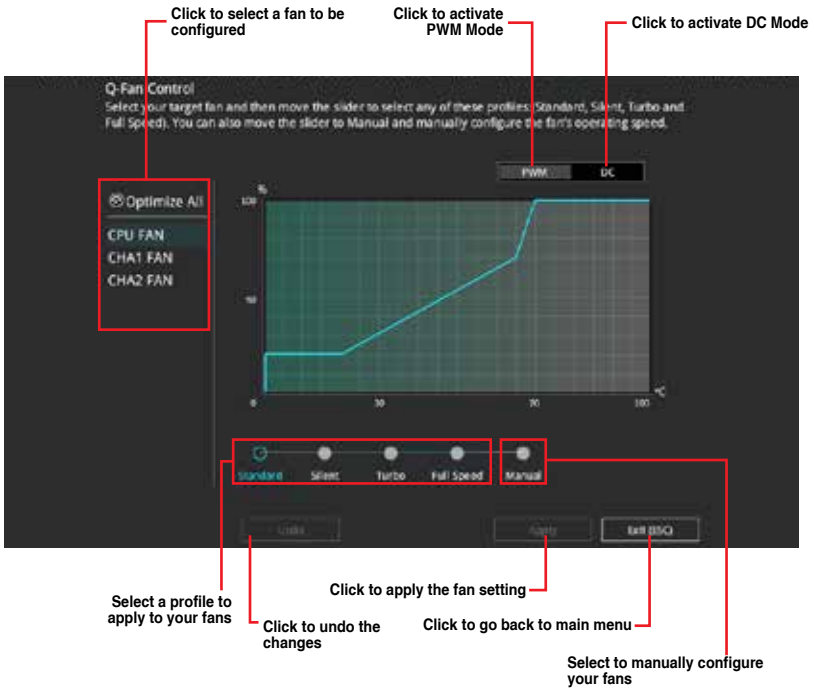 Click to select a fan to be
configured
Click to activate
PWM Mode
Click to activate DC Mode
Q-Fan Control
Select your target fan and then move the slider to select any of these profiles: Standard, Silent, Turbo and
Full Speed). You can also move the slider to Manual and manually configure the fan's operating speed.
PWM DC
Optimize All
CPU FAN
CHA1 FAN
CHA2 FAN
%
100
50
0 30 70 100
°C
Standard Silent Turbo Full Speed Manual
Undo Apply Exit (ESC)
Select a profile to
apply to your fans
Click to undo the
changes
Click to apply the fan setting
Click to go back to main menu
Select to manually configure
your fans